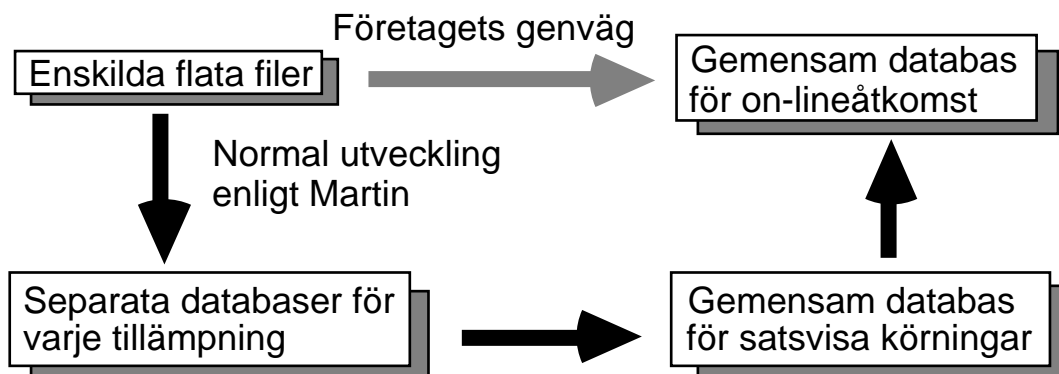 Företagets genväg
Enskilda flata filer
Gemensam databas
för on-lineåtkomst
Normal utveckling
enligt Martin
Separata databaser för
varje tillämpning
Gemensam databas
för satsvisa körningar